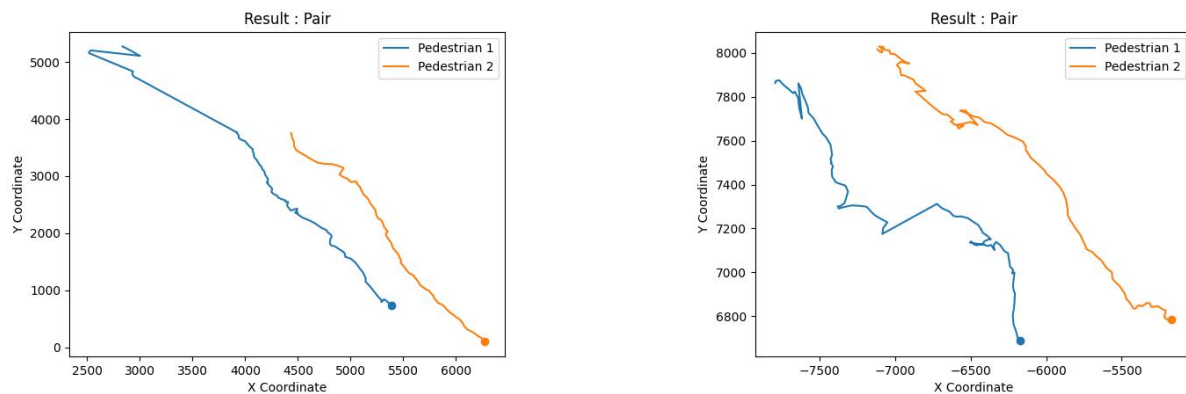 Result : Pair
Pedestrian 1
Pedestrian 2
Y Coordinate
5000
4000
3000
2000
1000
0
2500 3000 3500 4000 4500 5000 5500 6000
X Coordinate
Result : Pair
Pedestrian 1
Pedestrian 2
Y Coordinate
8000
7800
7600
7400
7200
7000
6800
−7500 −7000 −6500 −6000 −5500
X Coordinate